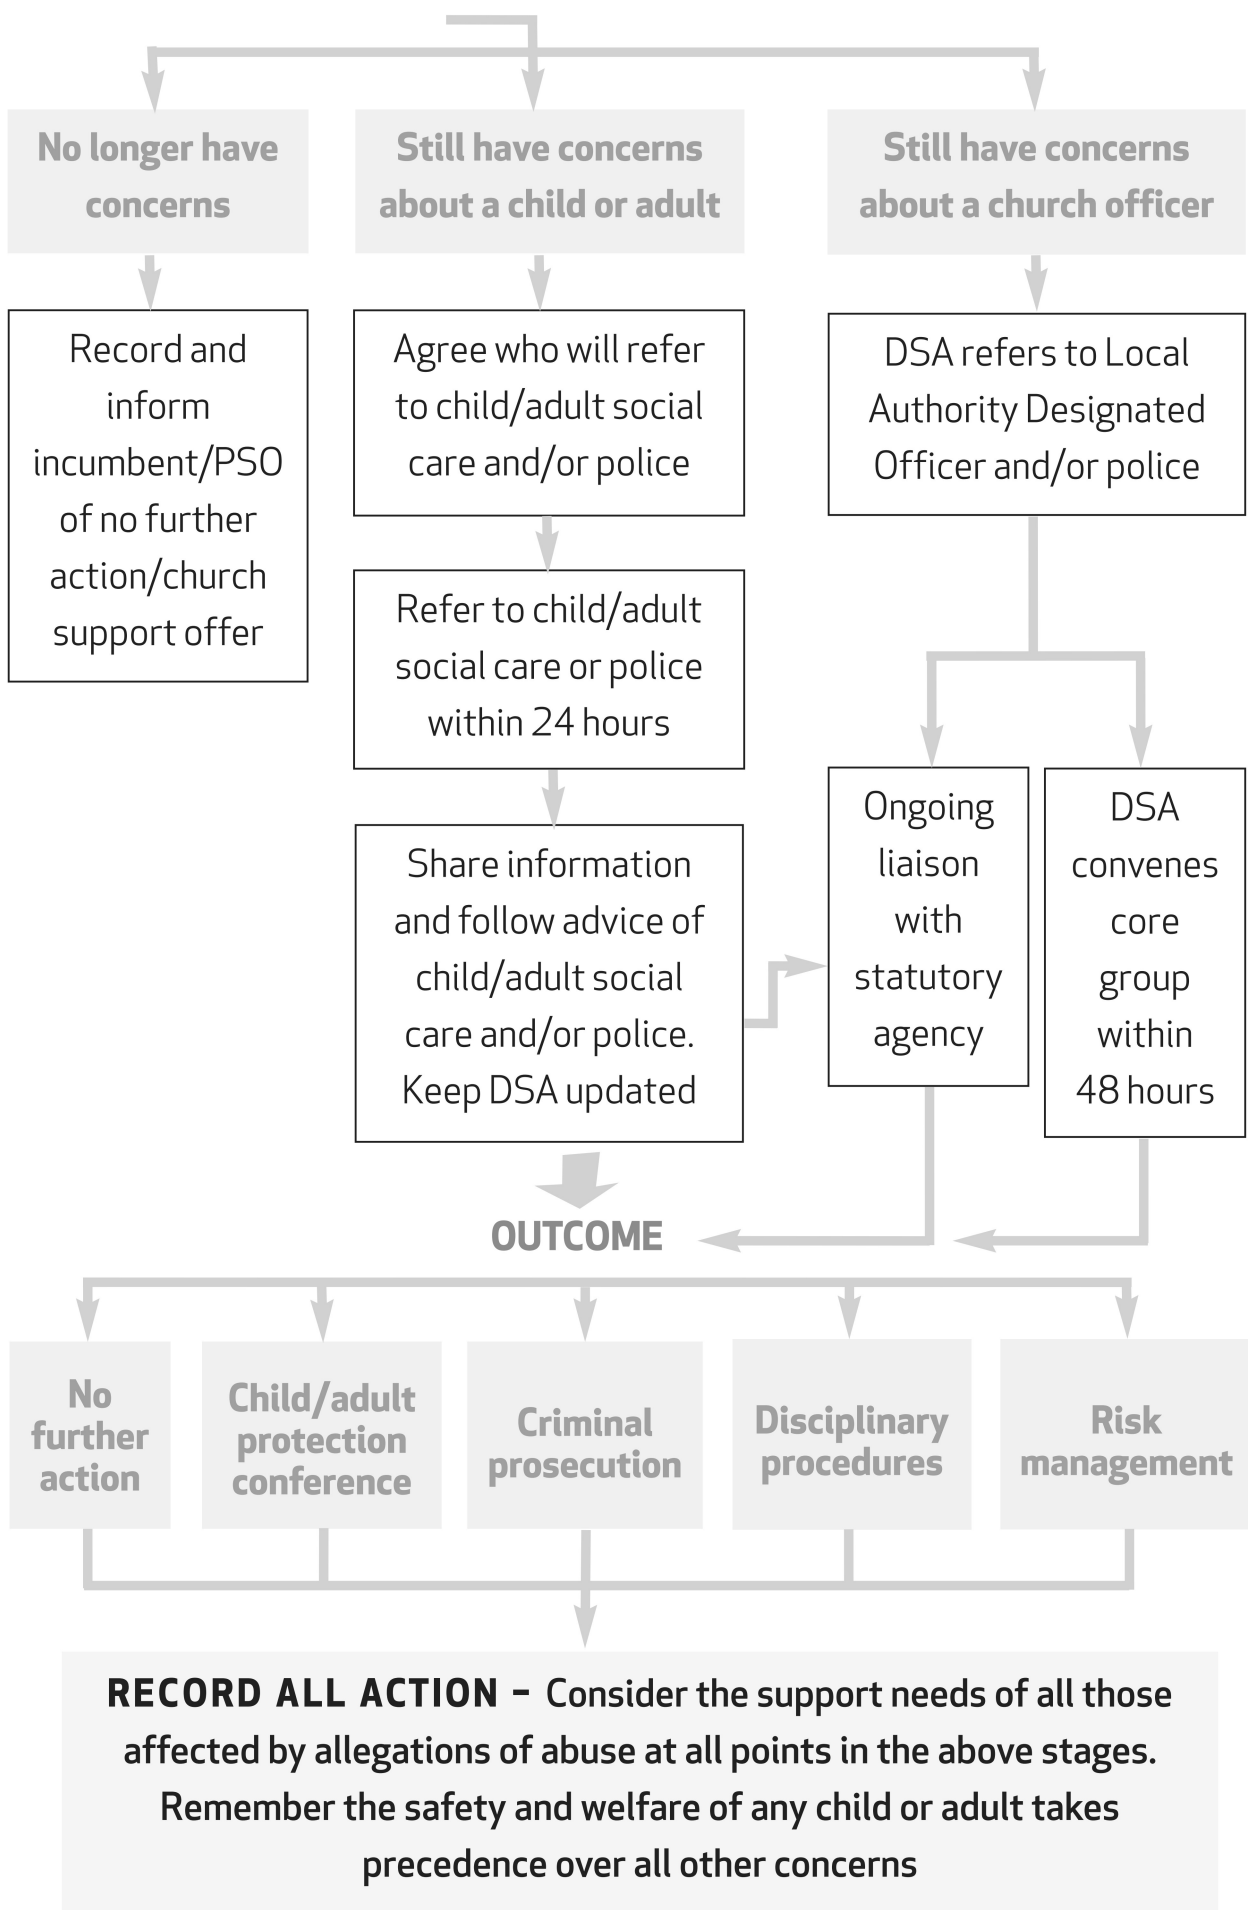 No longer have
concerns
Still have concerns
about a child or adult
Still have concerns
about a church officer
Record and
inform
incumbent/PSO
of no further
action/church
support offer
Agree who will refer
to child/adult social
care and/or police
DSA refers to Local
Authority Designated
Officer and/or police
Refer to child/adult
social care or police
within 24 hours
Share information
and follow advice of
child/adult social
care and/or police.
Keep DSA updated
Ongoing
liaison
with
statutory
agency
DSA
convenes
core
group
within
48 hours
OUTCOME
No
further
action
Child/adult
protection
conference
Criminal
prosecution
Disciplinary
procedures
Risk
management
RECORD ALL ACTION – Consider the support needs of all those
affected by allegations of abuse at all points in the above stages.
Remember the safety and welfare of any child or adult takes
precedence over all other concerns